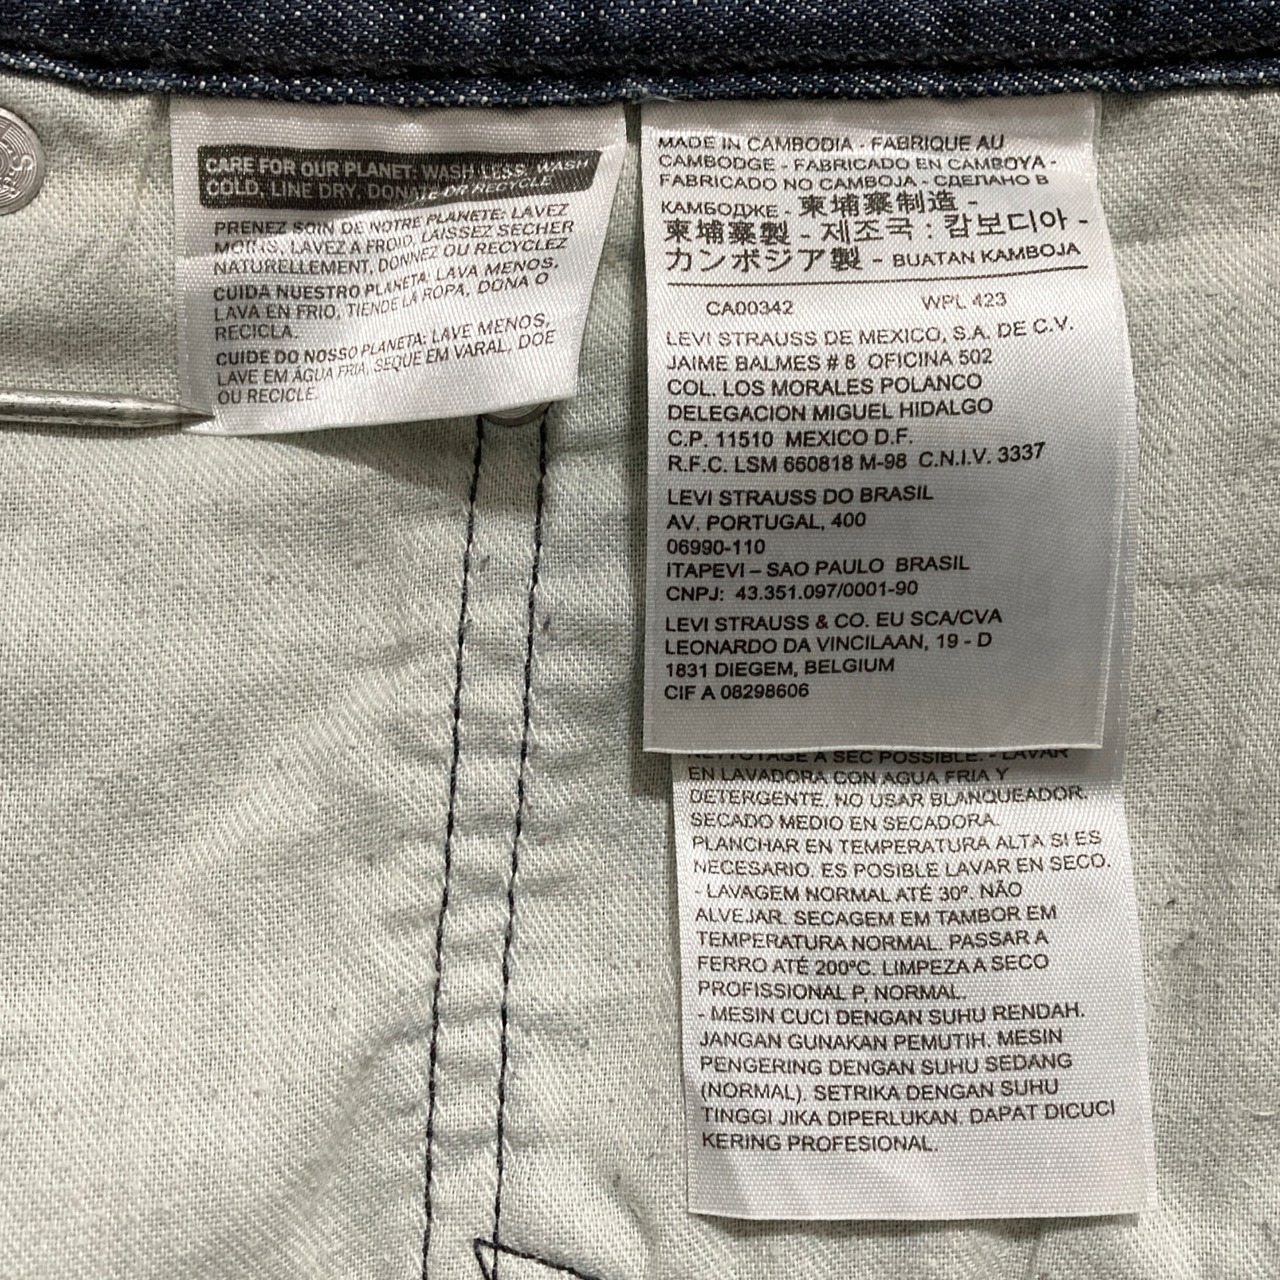 CARE FOR OUR PLANET: WASH LESS, WASH
COLD, LINE DRY, DONATE OR RECYCLE
PRENEZ SOIN DE NOTRE PLANETE: LAVEZ
MOINS, LAVEZ A FROID, LAISSEZ SECHER
NATURELLEMENT, DONNEZ OU RECYCLEZ
CUIDA NUESTRO PLANETA: LAVA MENOS,
LAVA EN FRIO, TIENDE LA ROPA, DONA O
RECICLA.
CUIDE DO NOSSO PLANETA: LAVE MENOS,
LAVE EM ÁGUA FRIA, SEQUE EM VARAL, DOE
OU RECICLE.
MADE IN CAMBODIA - FABRIQUE AU
CAMBODGE - FABRICADO EN CAMBOYA -
FABRICADO NO CAMBOJA - СДЕЛАНО В
КАМБОДЖЕ - 柬埔寨制造 -
柬埔寨製 - 제조국 : 캄보디아 -
カンボジア製 - BUATAN KAMBOJA
CA00342 WPL 423
LEVI STRAUSS DE MEXICO, S.A. DE C.V.
JAIME BALMES # 8 OFICINA 502
COL. LOS MORALES POLANCO
DELEGACION MIGUEL HIDALGO
C.P. 11510 MEXICO D.F.
R.F.C. LSM 660818 M-98 C.N.I.V. 3337
LEVI STRAUSS DO BRASIL
AV, PORTUGAL, 400
06990-110
ITAPEVI – SAO PAULO BRASIL
CNPJ: 43.351.097/0001-90
LEVI STRAUSS & CO. EU SCA/CVA
LEONARDO DA VINCILAAN, 19 - D
1831 DIEGEM, BELGIUM
CIF A 08298606
NETTOYAGE A SEC POSSIBLE. - LAVAR
EN LAVADORA CON AGUA FRIA Y
DETERGENTE. NO USAR BLANQUEADOR.
SECADO MEDIO EN SECADORA.
PLANCHAR EN TEMPERATURA ALTA SI ES
NECESARIO. ES POSIBLE LAVAR EN SECO.
- LAVAGEM NORMAL ATÉ 30º. NÃO
ALVEJAR. SECAGEM EM TAMBOR EM
TEMPERATURA NORMAL. PASSAR A
FERRO ATÉ 200ºC. LIMPEZA A SECO
PROFISSIONAL P, NORMAL.
- MESIN CUCI DENGAN SUHU RENDAH.
JANGAN GUNAKAN PEMUTIH. MESIN
PENGERING DENGAN SUHU SEDANG
(NORMAL). SETRIKA DENGAN SUHU
TINGGI JIKA DIPERLUKAN. DAPAT DICUCI
KERING PROFESIONAL.